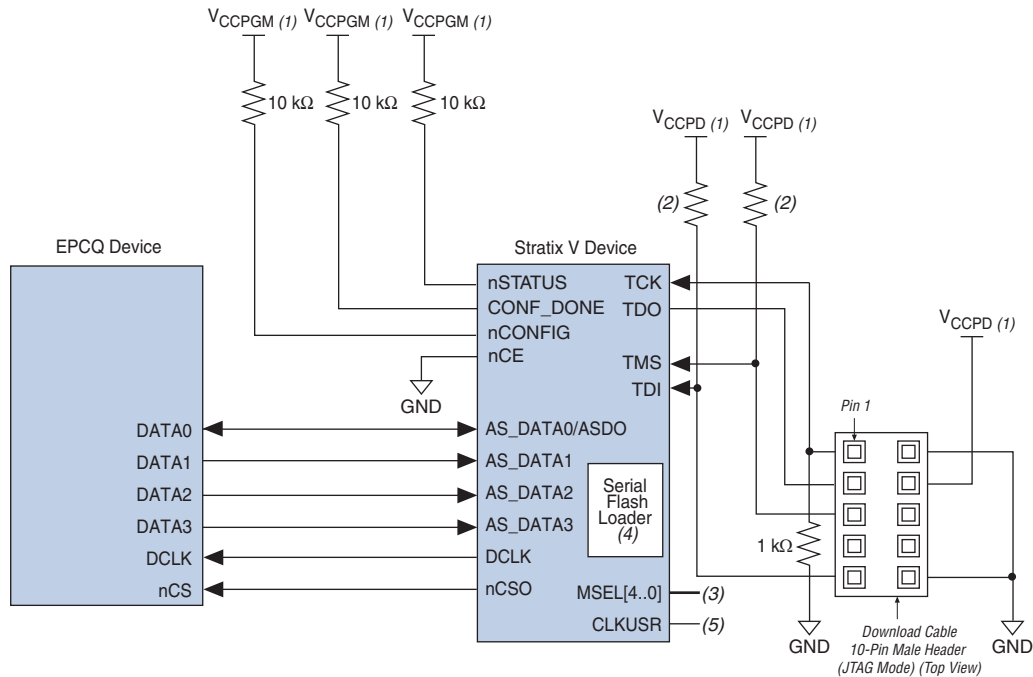 VCCPGM (1) VCCPGM (1) VCCPGM (1)
10 kΩ 10 kΩ 10 kΩ
VCCPD (1) VCCPD (1)
(2) (2)
EPCQ Device
Stratix V Device
nSTATUS TCK
CONF_DONE TDO
nCONFIG
nCE TMS
TDI
GND
VCCPD (1)
Pin 1
DATA0 AS_DATA0/ASDO
DATA1 AS_DATA1
DATA2 AS_DATA2
DATA3 AS_DATA3
DCLK DCLK
nCS nCSO
Serial
Flash
Loader
(4)
1 kΩ
MSEL[4..0] (3)
CLKUSR (5)
GND
Download Cable
10-Pin Male Header
(JTAG Mode) (Top View)
GND